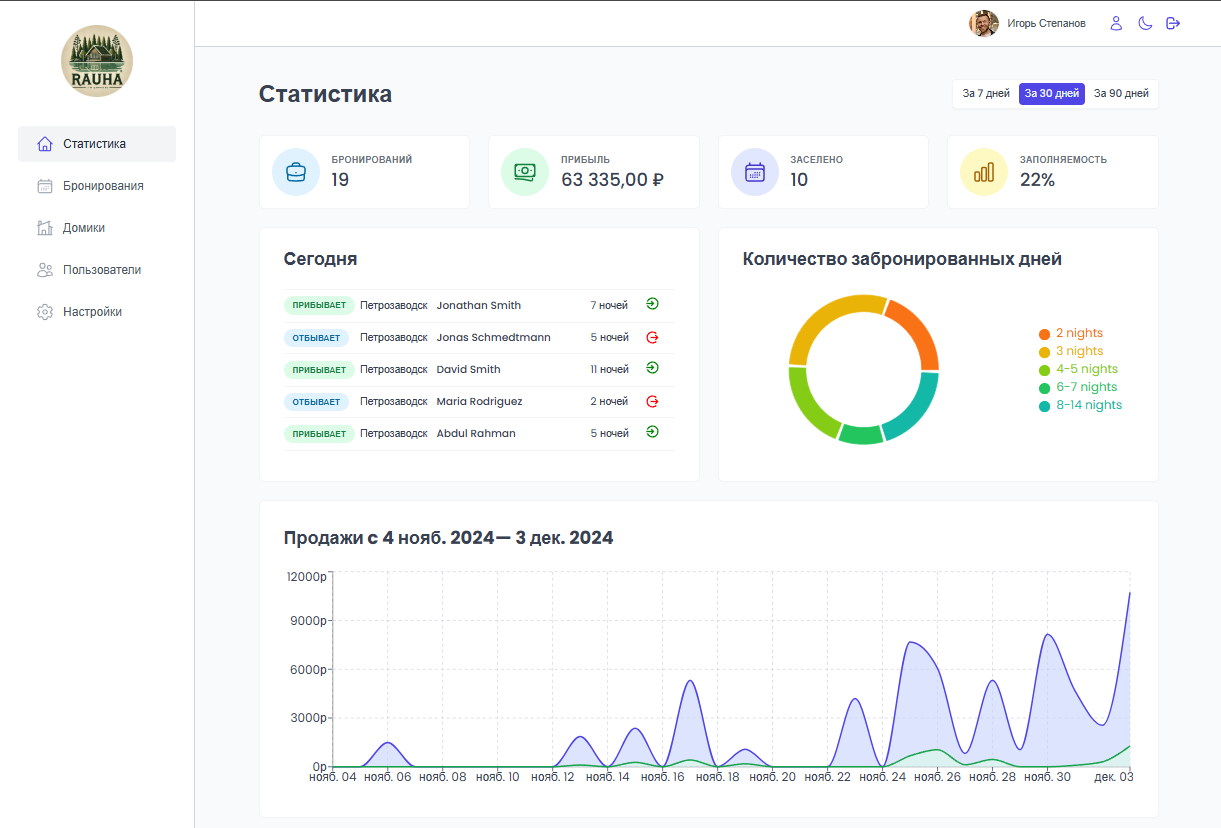 RAUHA
Игорь Степанов
Статистика
Бронирования
Домики
Пользователи
Настройки
Статистика
За 7 дней За 30 дней За 90 дней
БРОНИРОВАНИЙ
19
ПРИБЫЛЬ
63 335,00 ₽
ЗАСЕЛЕНО
10
ЗАПОЛНЯЕМОСТЬ
22%
Сегодня
ПРИБЫВАЕТ Петрозаводск Jonathan Smith 7 ночей
ОТБЫВАЕТ Петрозаводск Jonas Schmedtmann 5 ночей
ПРИБЫВАЕТ Петрозаводск David Smith 11 ночей
ОТБЫВАЕТ Петрозаводск Maria Rodriguez 2 ночей
ПРИБЫВАЕТ Петрозаводск Abdul Rahman 5 ночей
Количество забронированных дней
2 nights
3 nights
4-5 nights
6-7 nights
8-14 nights
Продажи с 4 нояб. 2024— 3 дек. 2024
12000р
9000р
6000р
3000р
0р
нояб. 04 нояб. 06 нояб. 08 нояб. 10 нояб. 12 нояб. 14 нояб. 16 нояб. 18 нояб. 20 нояб. 22 нояб. 24 нояб. 26 нояб. 28 нояб. 30 дек. 03